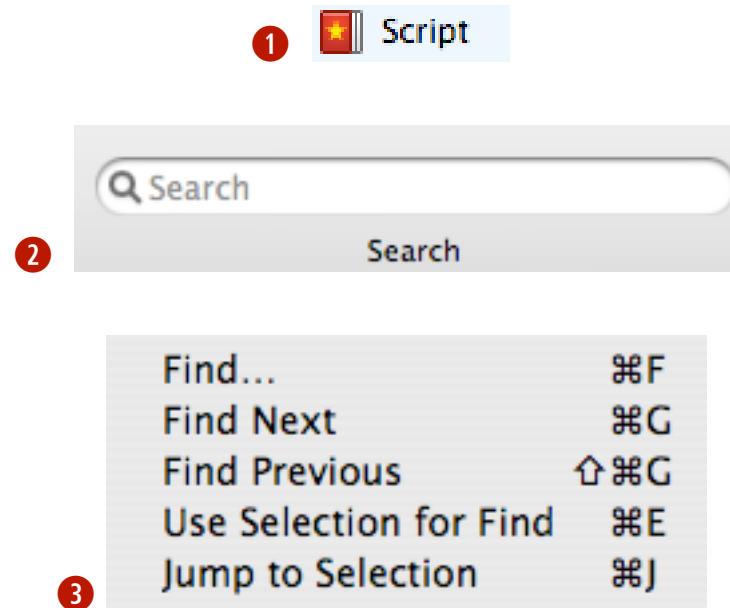 1 Script
Search
2 Search
Find... ⌘F
Find Next ⌘G
Find Previous ⇧⌘G
Use Selection for Find ⌘E
3 Jump to Selection ⌘J